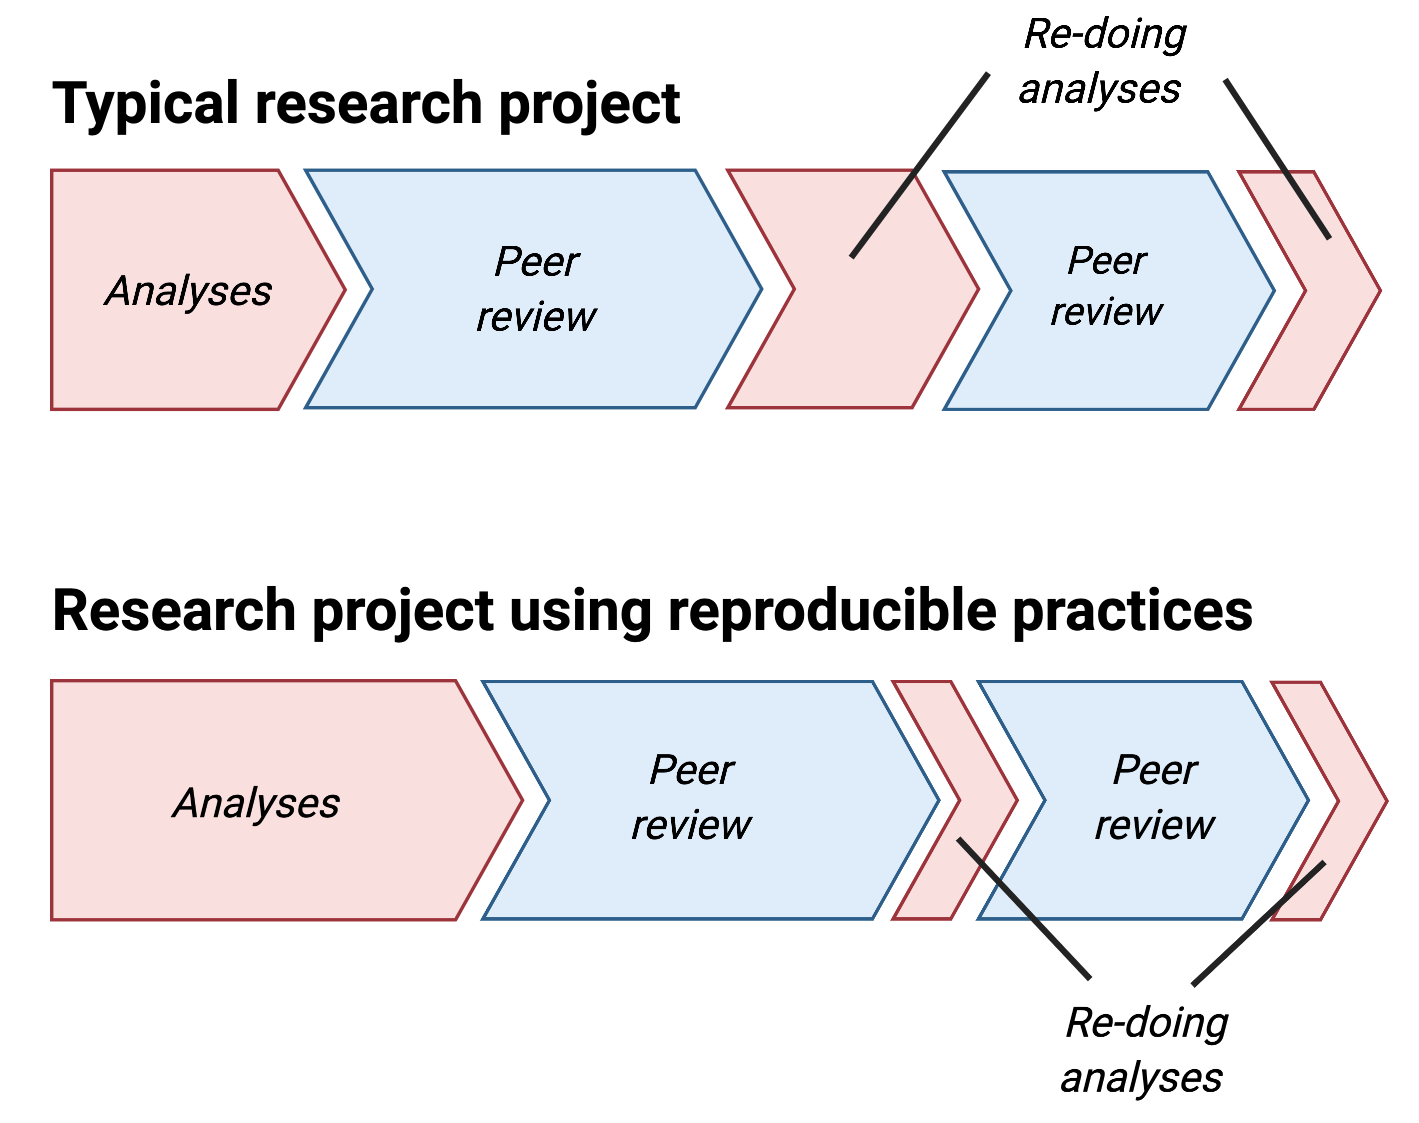 Re-doing
analyses
Typical research project
Analyses
Peer
review
Peer
review
Research project using reproducible practices
Analyses
Peer
review
Peer
review
Re-doing
analyses